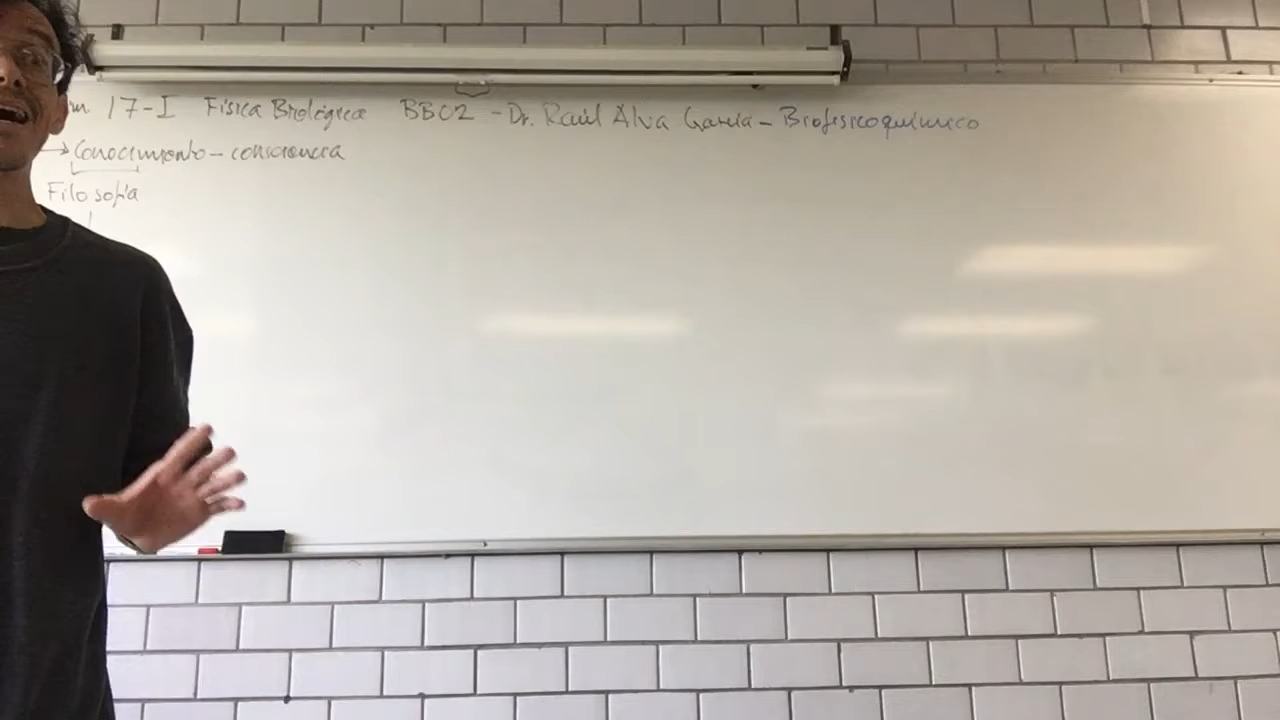 17-I Física Biológica BB02 - Dr. Raúl Alva García - Biofisicoquímico
→ Conocimiento - consciencia
Filosofía